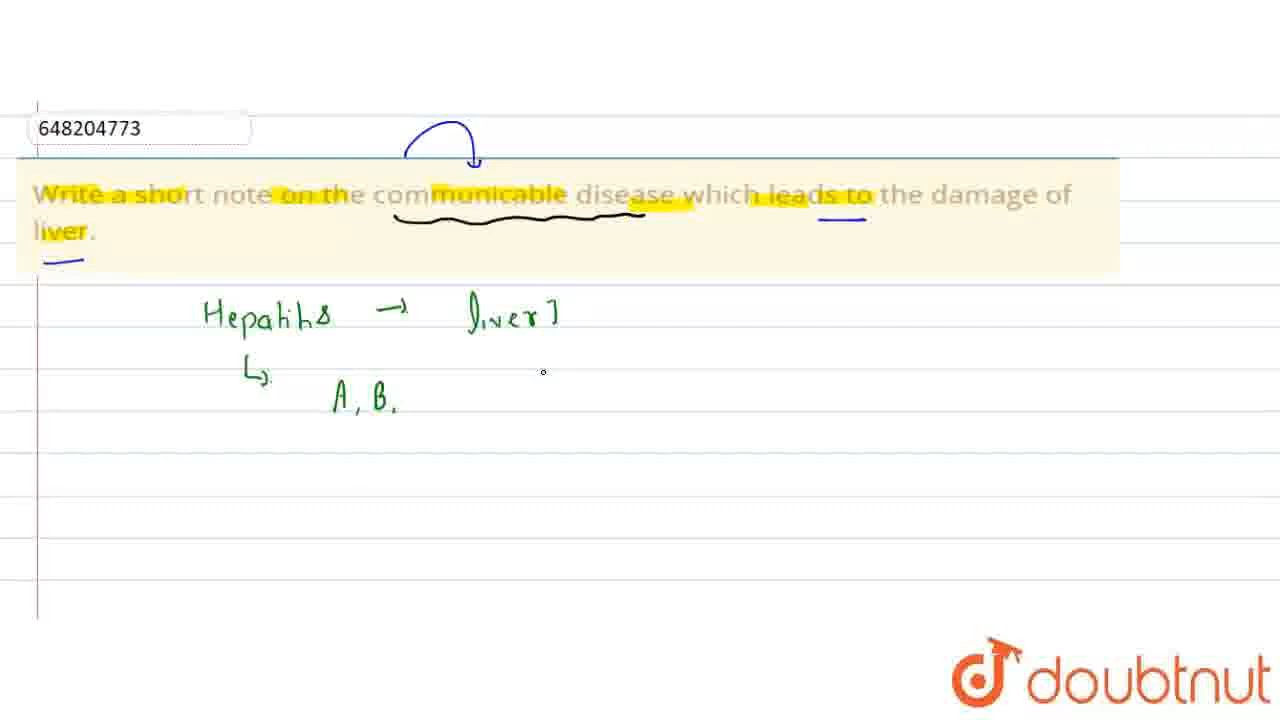 648204773
Write a short note on the communicable disease which leads to the damage of
liver.
Hepatitis → liver]
A, B.
doubtnut